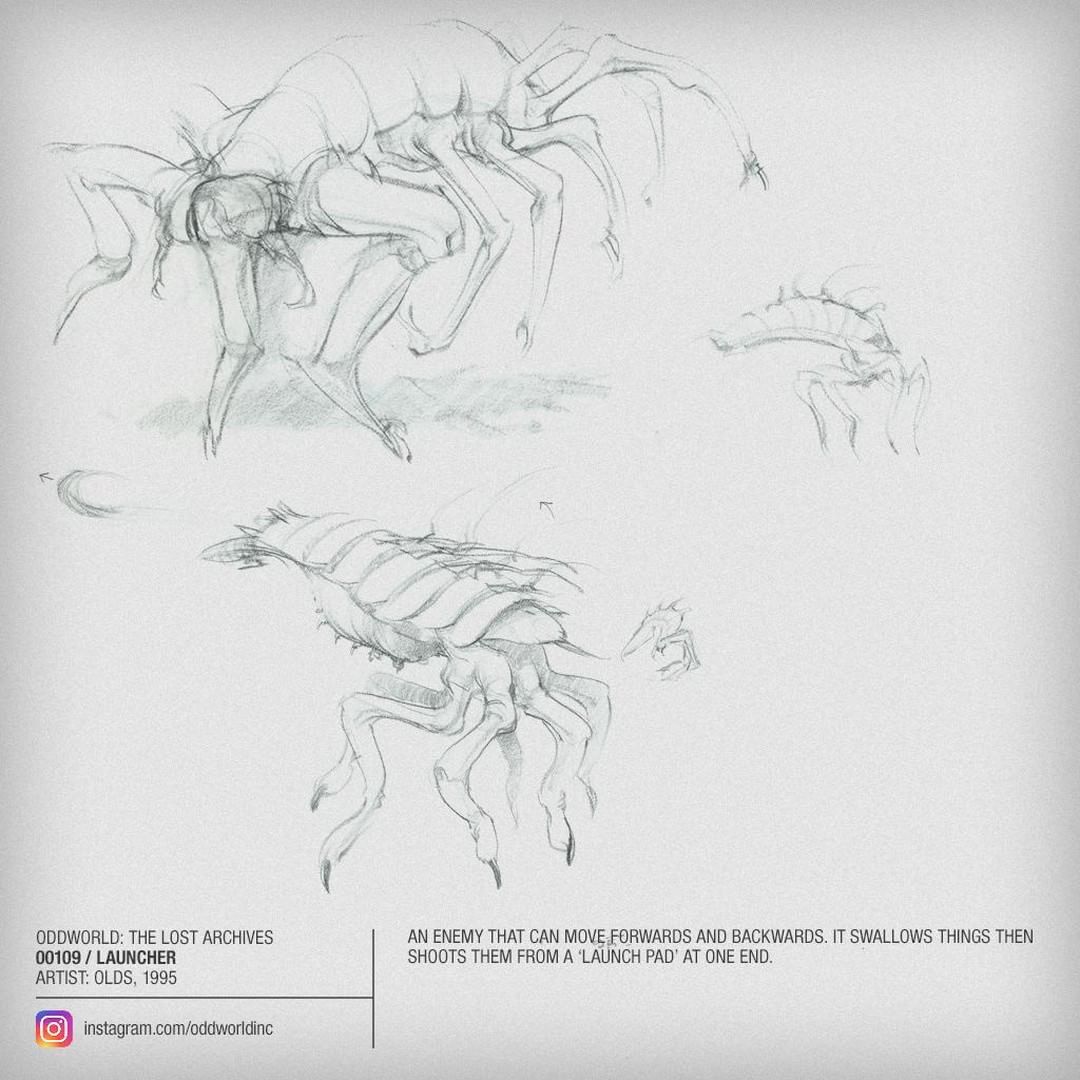 ODDWORLD: THE LOST ARCHIVES
00109 / LAUNCHER
ARTIST: OLDS, 1995
instagram.com/oddworldinc
AN ENEMY THAT CAN MOVE FORWARDS AND BACKWARDS. IT SWALLOWS THINGS THEN
SHOOTS THEM FROM A ‘LAUNCH PAD’ AT ONE END.